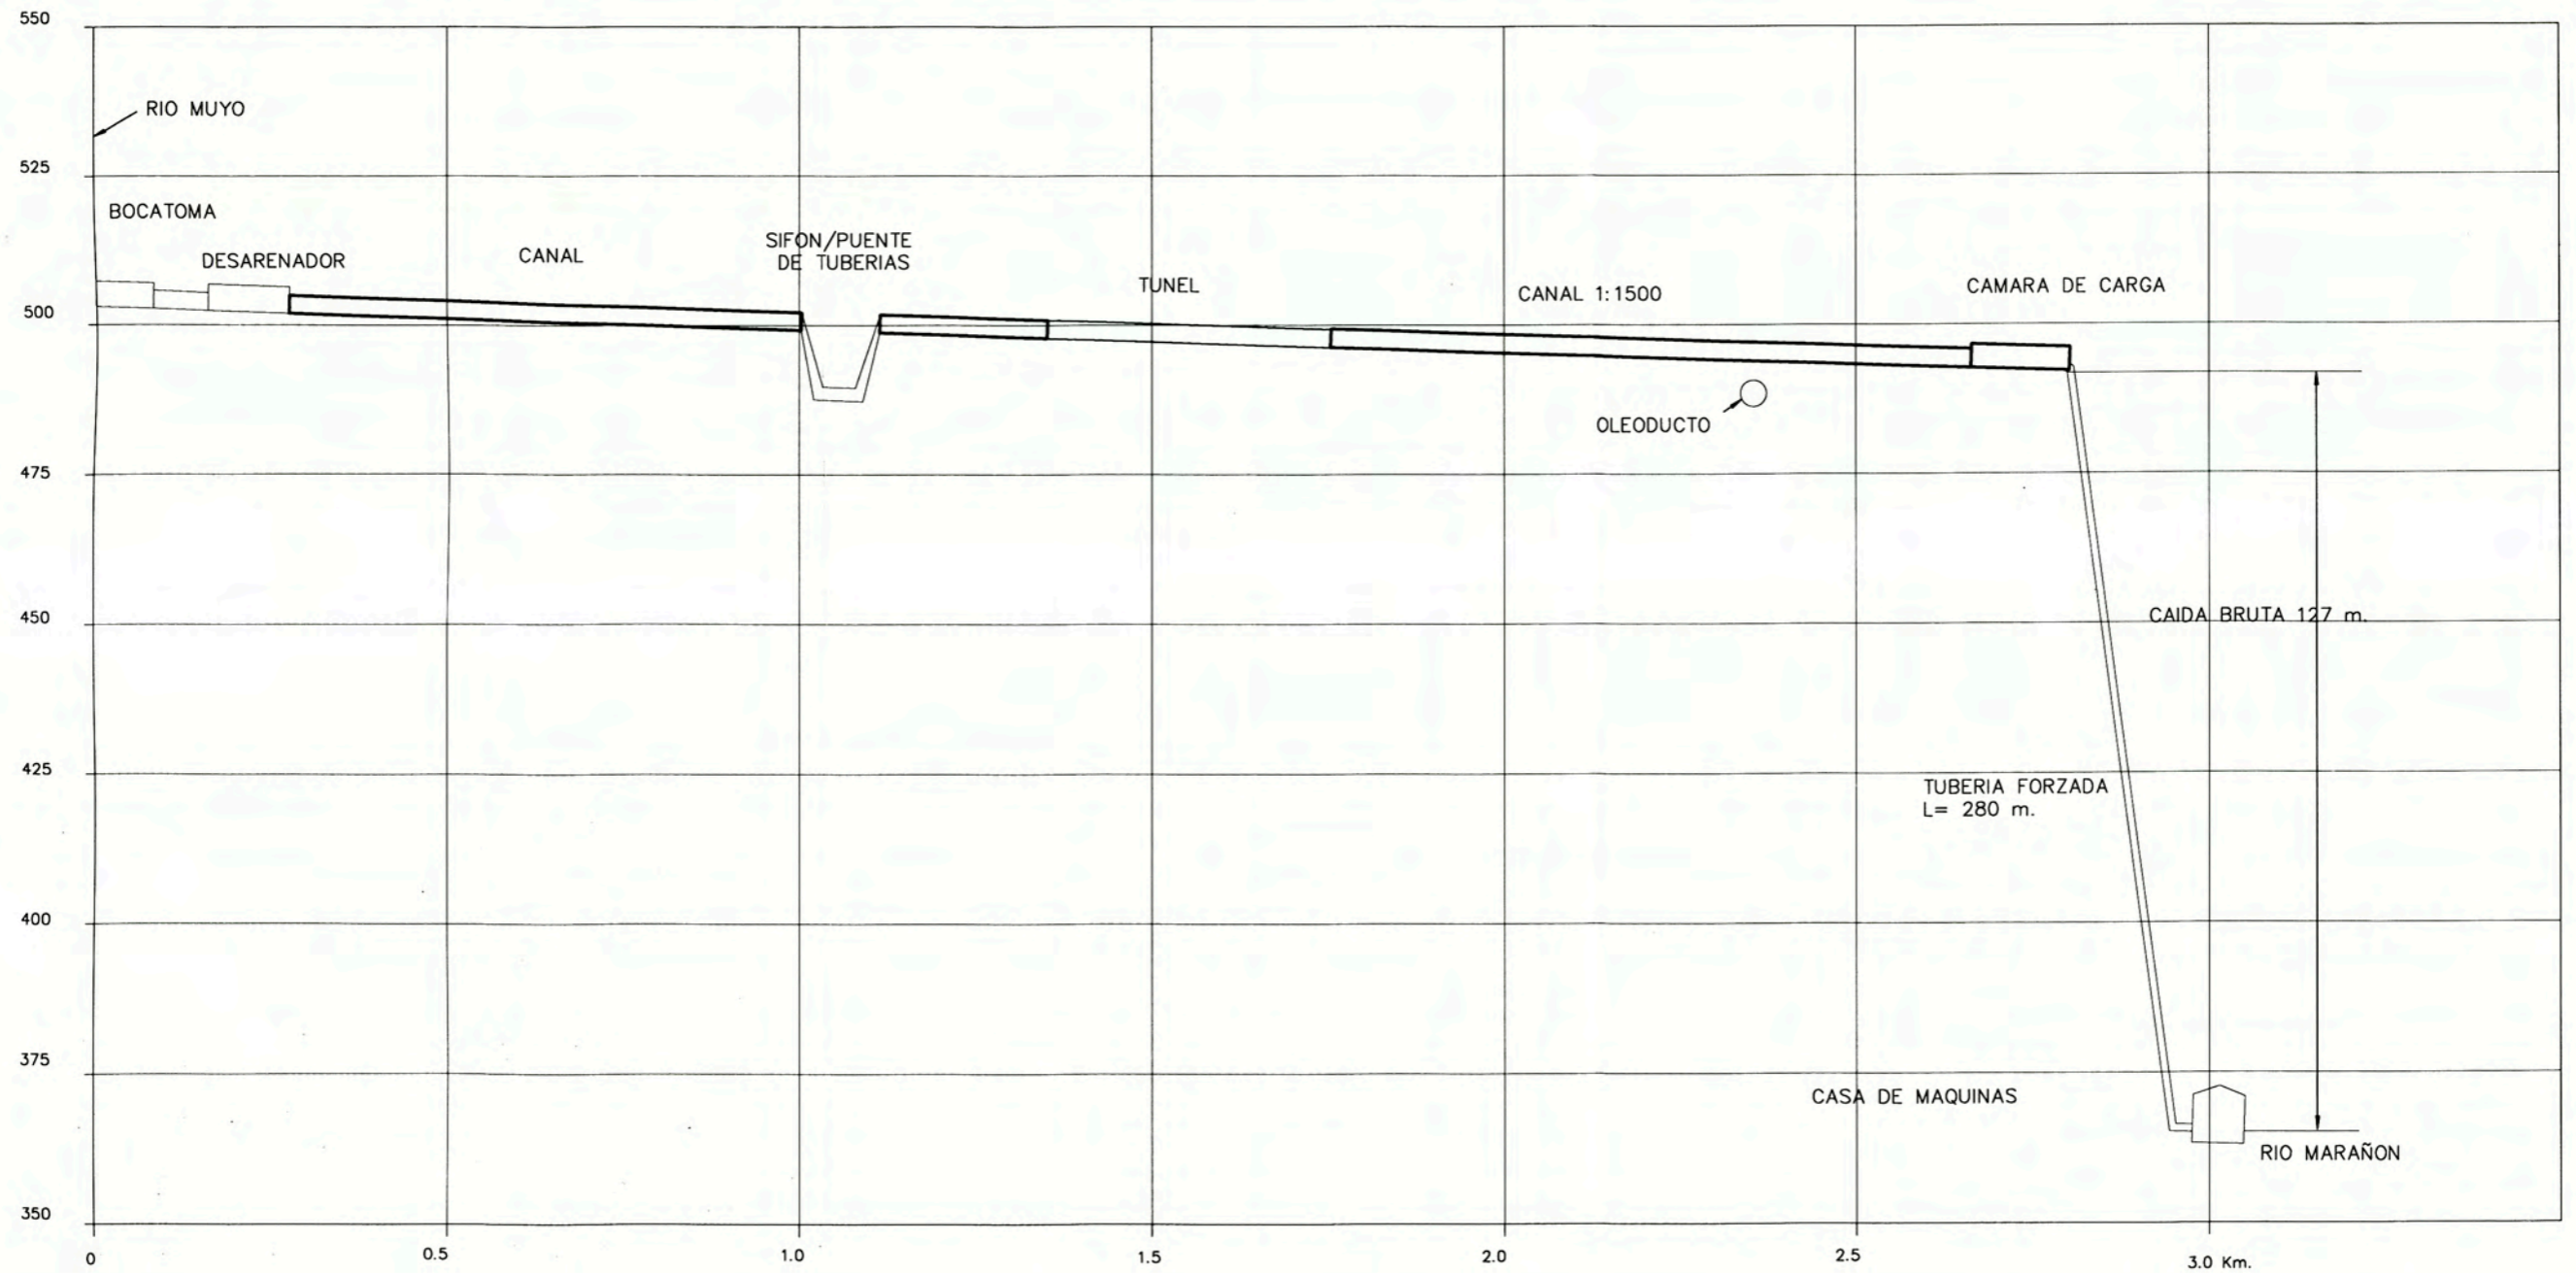 550
RIO MUYO
525
BOCATOMA
DESARENADOR
CANAL
SIFON/PUENTE
DE TUBERIAS
TUNEL
CANAL 1:1500
CAMARA DE CARGA
500
OLEODUCTO
475
450
CAIDA BRUTA 127 m.
425
TUBERIA FORZADA
L= 280 m.
400
375
CASA DE MAQUINAS
RIO MARAÑON
350
0 0.5 1.0 1.5 2.0 2.5 3.0 Km.